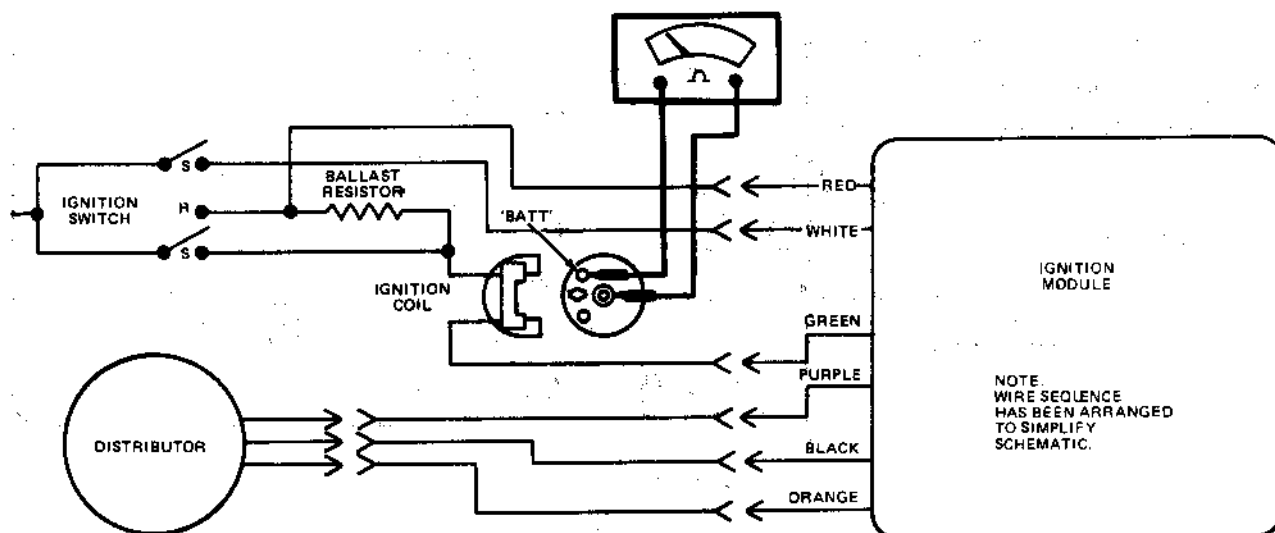 S
IGNITION
SWITCH
R
S
BALLAST
RESISTOR
'BATT'
IGNITION
COIL
RED
WHITE
IGNITION
MODULE
GREEN
PURPLE
NOTE.
WIRE SEQUENCE
HAS BEEN ARRANGED
TO SIMPLIFY
SCHEMATIC.
DISTRIBUTOR
BLACK
ORANGE